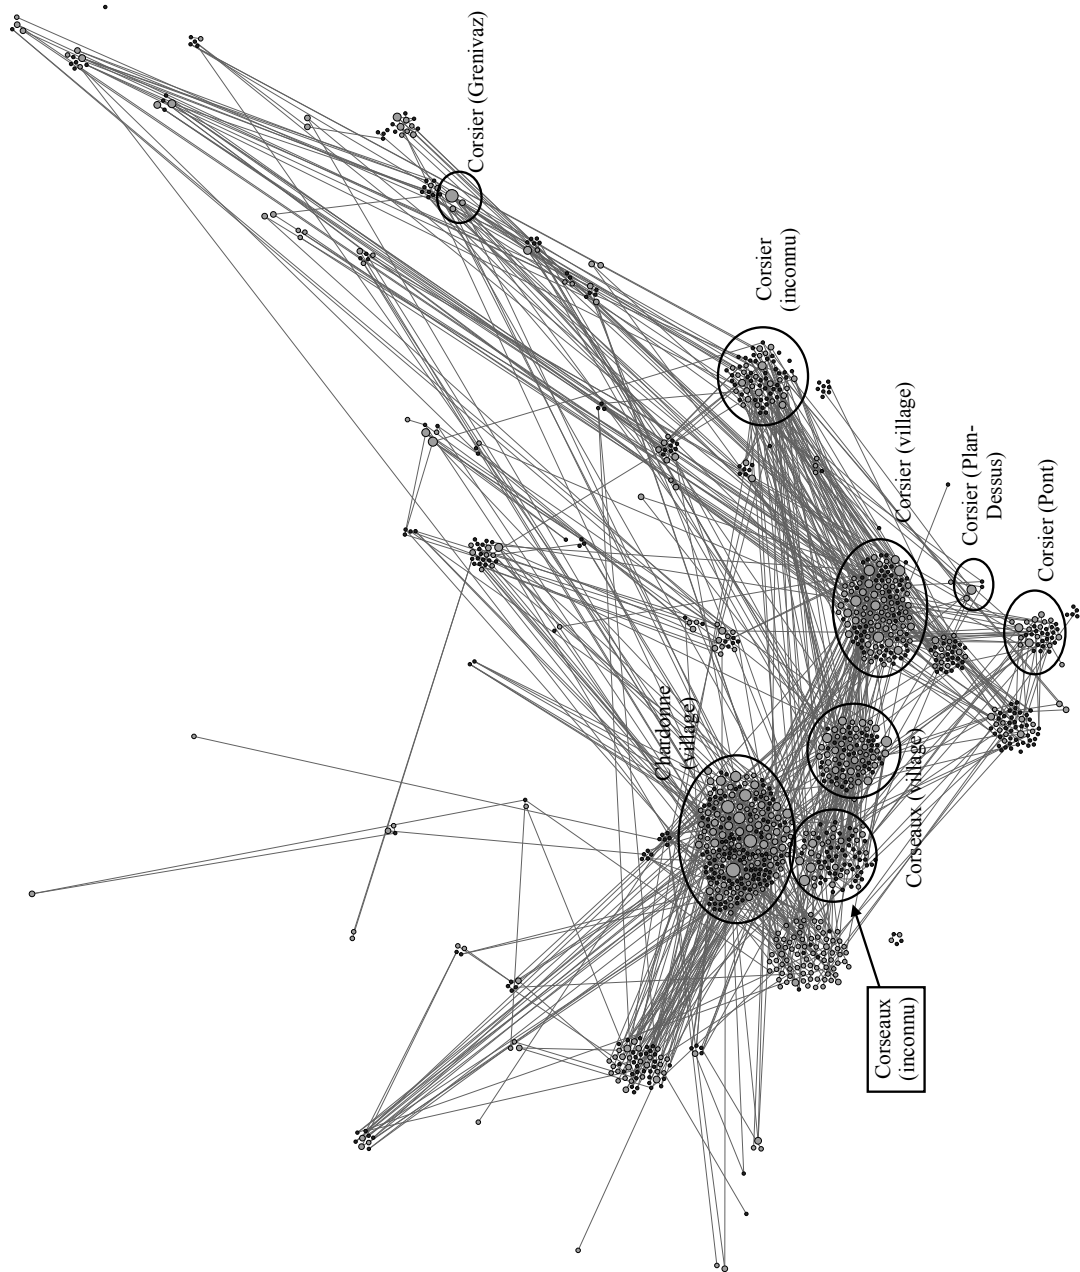 Corsier (Grenivaz)
Corsier
(inconnu)
Corsier (village)
Corsier (Plan-
Dessus)
Corsier (Pont)
Chardonne
(village)
Corseaux (village)
Corseaux
(inconnu)